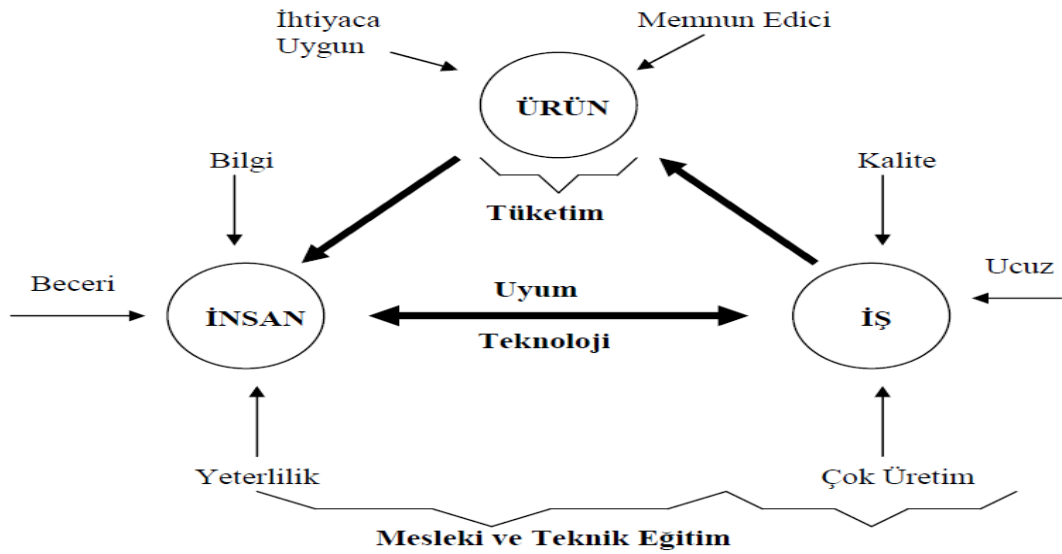 İhtiyaca
Uygun
Memnun Edici
ÜRÜN
Bilgi
Kalite
Tüketim
Beceri
Ucuz
Uyum
İNSAN
İŞ
Teknoloji
Yeterlilik
Çok Üretim
Mesleki ve Teknik Eğitim